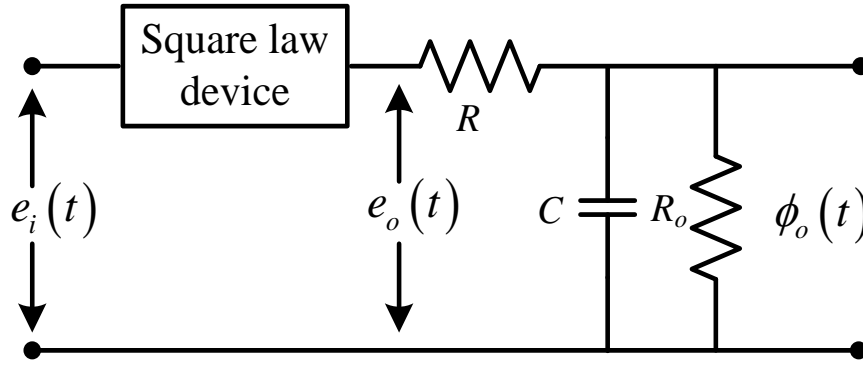 Square law
device
R
e_i(t)
e_o(t)
C
R_o
ϕ_o(t)